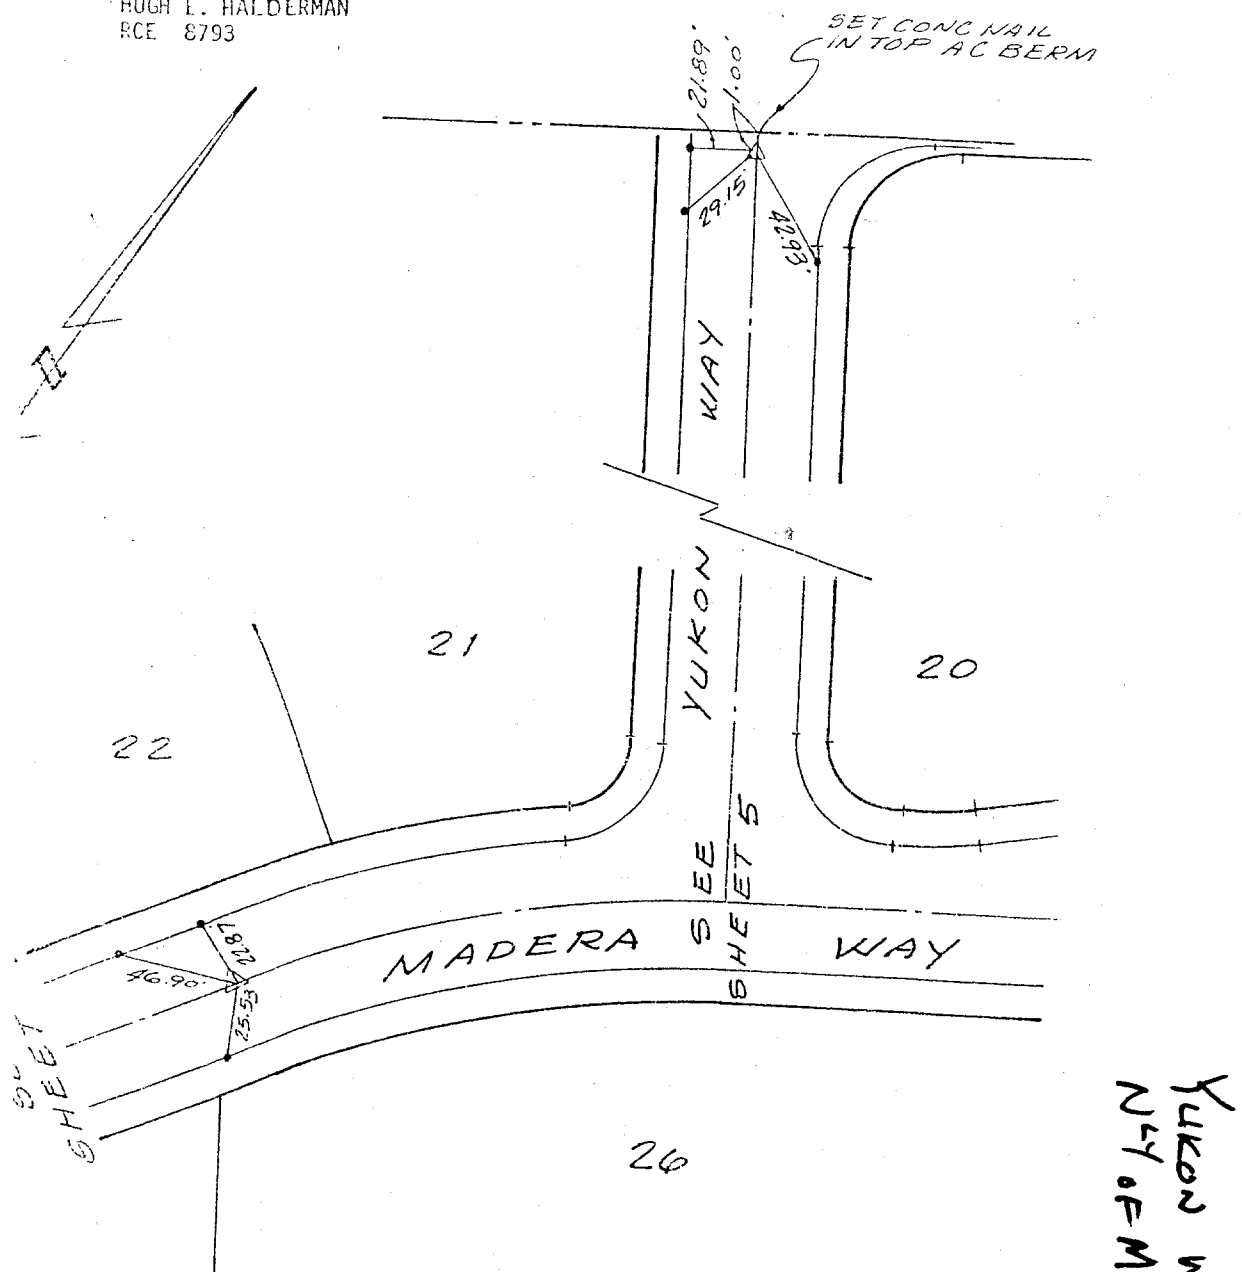 HUGH L. HALDERMAN
RCE 8793
SET CONC NAIL
IN TOP AC BERM
21.89'
1.00'
29.15'
42.93'
YUKON WAY
21
20
22
SEE
SHEET 5
MADERA WAY
22.87
46.90'
25.53
SHEET
26
YUKON W
N'LY OF M